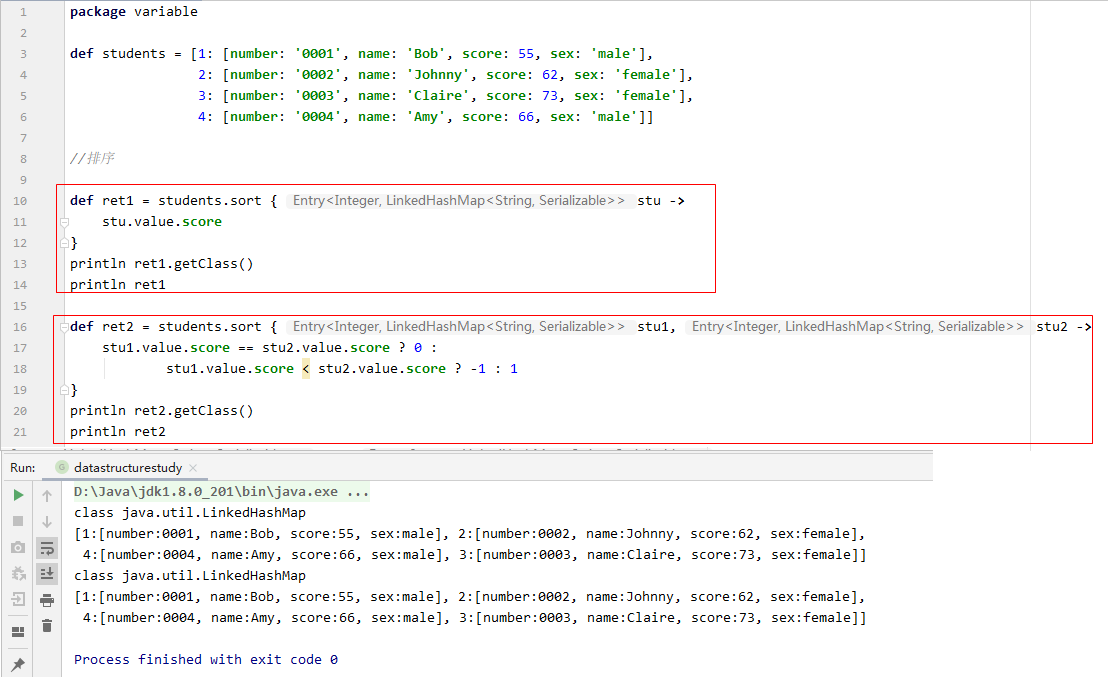 1 package variable
2
3 def students = [1: [number: '0001', name: 'Bob', score: 55, sex: 'male'],
4 2: [number: '0002', name: 'Johnny', score: 62, sex: 'female'],
5 3: [number: '0003', name: 'Claire', score: 73, sex: 'female'],
6 4: [number: '0004', name: 'Amy', score: 66, sex: 'male']]
7
8 //排序
9
10 def ret1 = students.sort { Entry<Integer, LinkedHashMap<String, Serializable>> stu ->
11 stu.value.score
12 }
13 println ret1.getClass()
14 println ret1
15
16 def ret2 = students.sort { Entry<Integer, LinkedHashMap<String, Serializable>> stu1, Entry<Integer, LinkedHashMap<String, Serializable>> stu2 ->
17 stu1.value.score == stu2.value.score ? 0 :
18 stu1.value.score < stu2.value.score ? -1 : 1
19 }
20 println ret2.getClass()
21 println ret2
Run: datastructurestudy
D:\Java\jdk1.8.0_201\bin\java.exe ...
class java.util.LinkedHashMap
[1:[number:0001, name:Bob, score:55, sex:male], 2:[number:0002, name:Johnny, score:62, sex:female],
4:[number:0004, name:Amy, score:66, sex:male], 3:[number:0003, name:Claire, score:73, sex:female]]
class java.util.LinkedHashMap
[1:[number:0001, name:Bob, score:55, sex:male], 2:[number:0002, name:Johnny, score:62, sex:female],
4:[number:0004, name:Amy, score:66, sex:male], 3:[number:0003, name:Claire, score:73, sex:female]]
Process finished with exit code 0